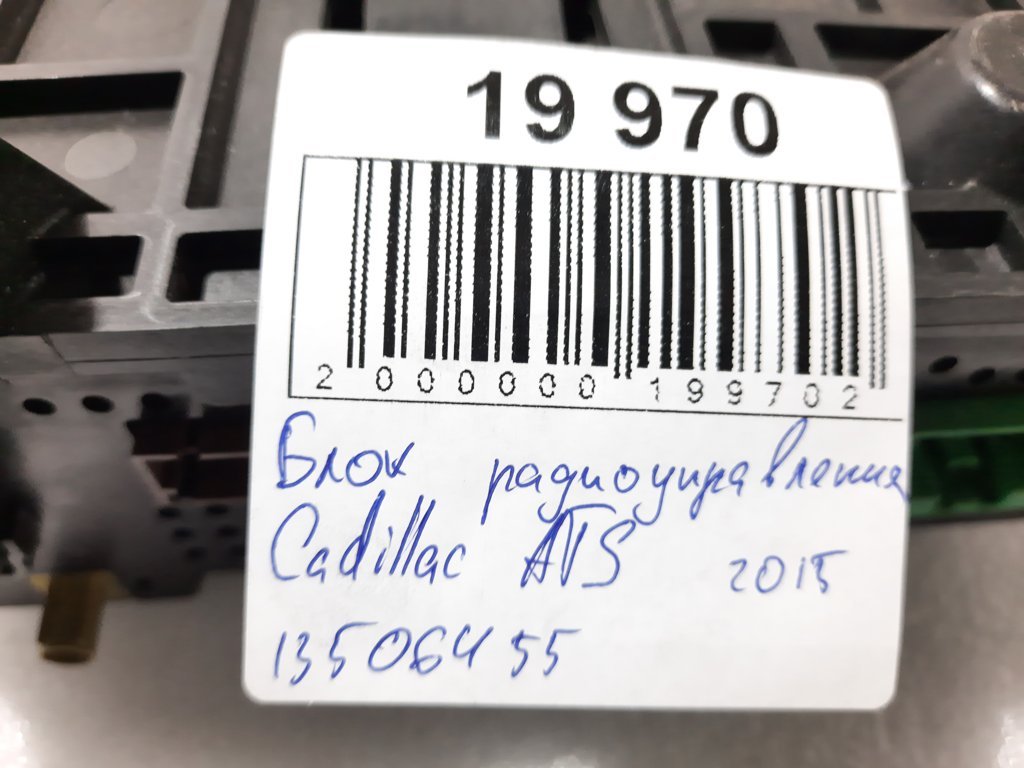 19 970
2 000000 199702
Блок радиоуправления
Cadillac ATS 2015
13506455